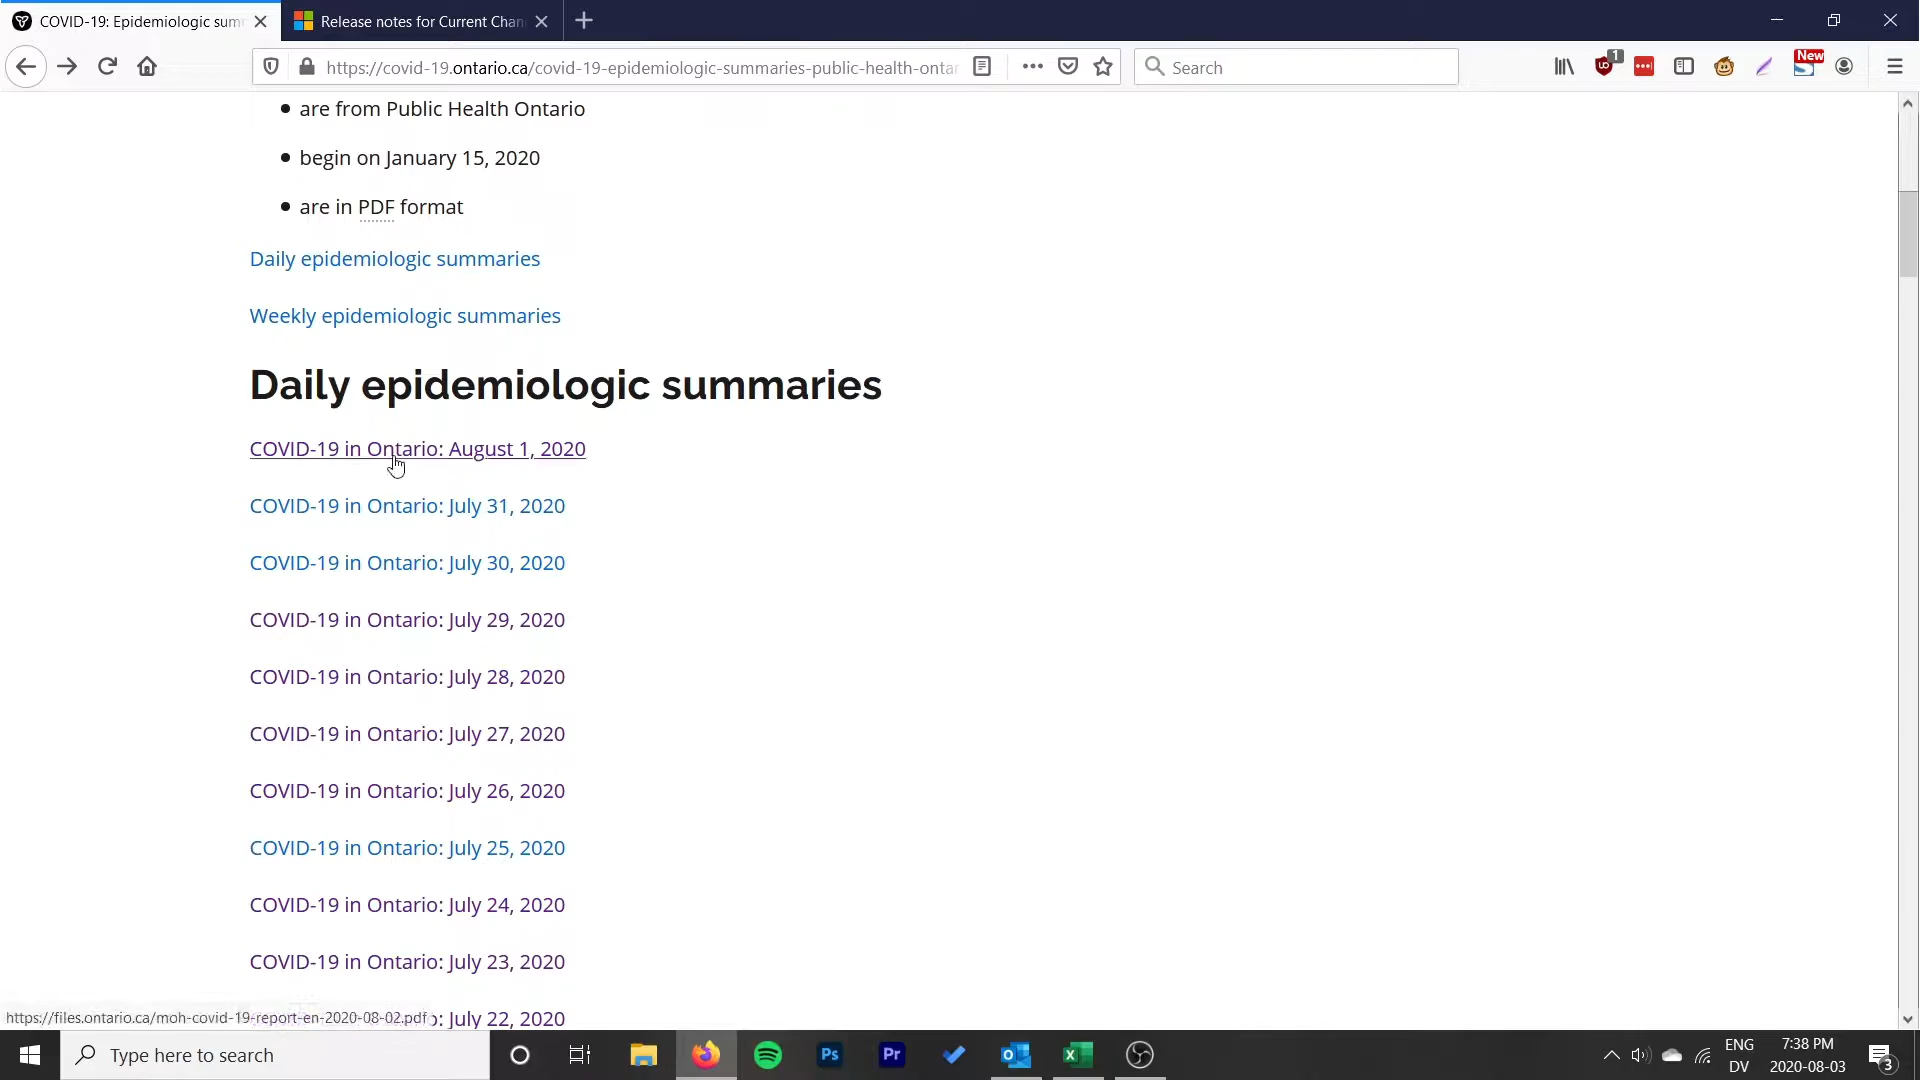 COVID-19: Epidemiologic sum
Release notes for Current Chan
https://covid-19.ontario.ca/covid-19-epidemiologic-summaries-public-health-ontar
Search
1
New
are from Public Health Ontario
begin on January 15, 2020
are in PDF format
Daily epidemiologic summaries
Weekly epidemiologic summaries
Daily epidemiologic summaries
COVID-19 in Ontario: August 1, 2020
COVID-19 in Ontario: July 31, 2020
COVID-19 in Ontario: July 30, 2020
COVID-19 in Ontario: July 29, 2020
COVID-19 in Ontario: July 28, 2020
COVID-19 in Ontario: July 27, 2020
COVID-19 in Ontario: July 26, 2020
COVID-19 in Ontario: July 25, 2020
COVID-19 in Ontario: July 24, 2020
COVID-19 in Ontario: July 23, 2020
https://files.ontario.ca/moh-covid-19-report-en-2020-08-02.pdf
: July 22, 2020
Type here to search
Ps
Pr
ENG
DV
7:38 PM
2020-08-03
3